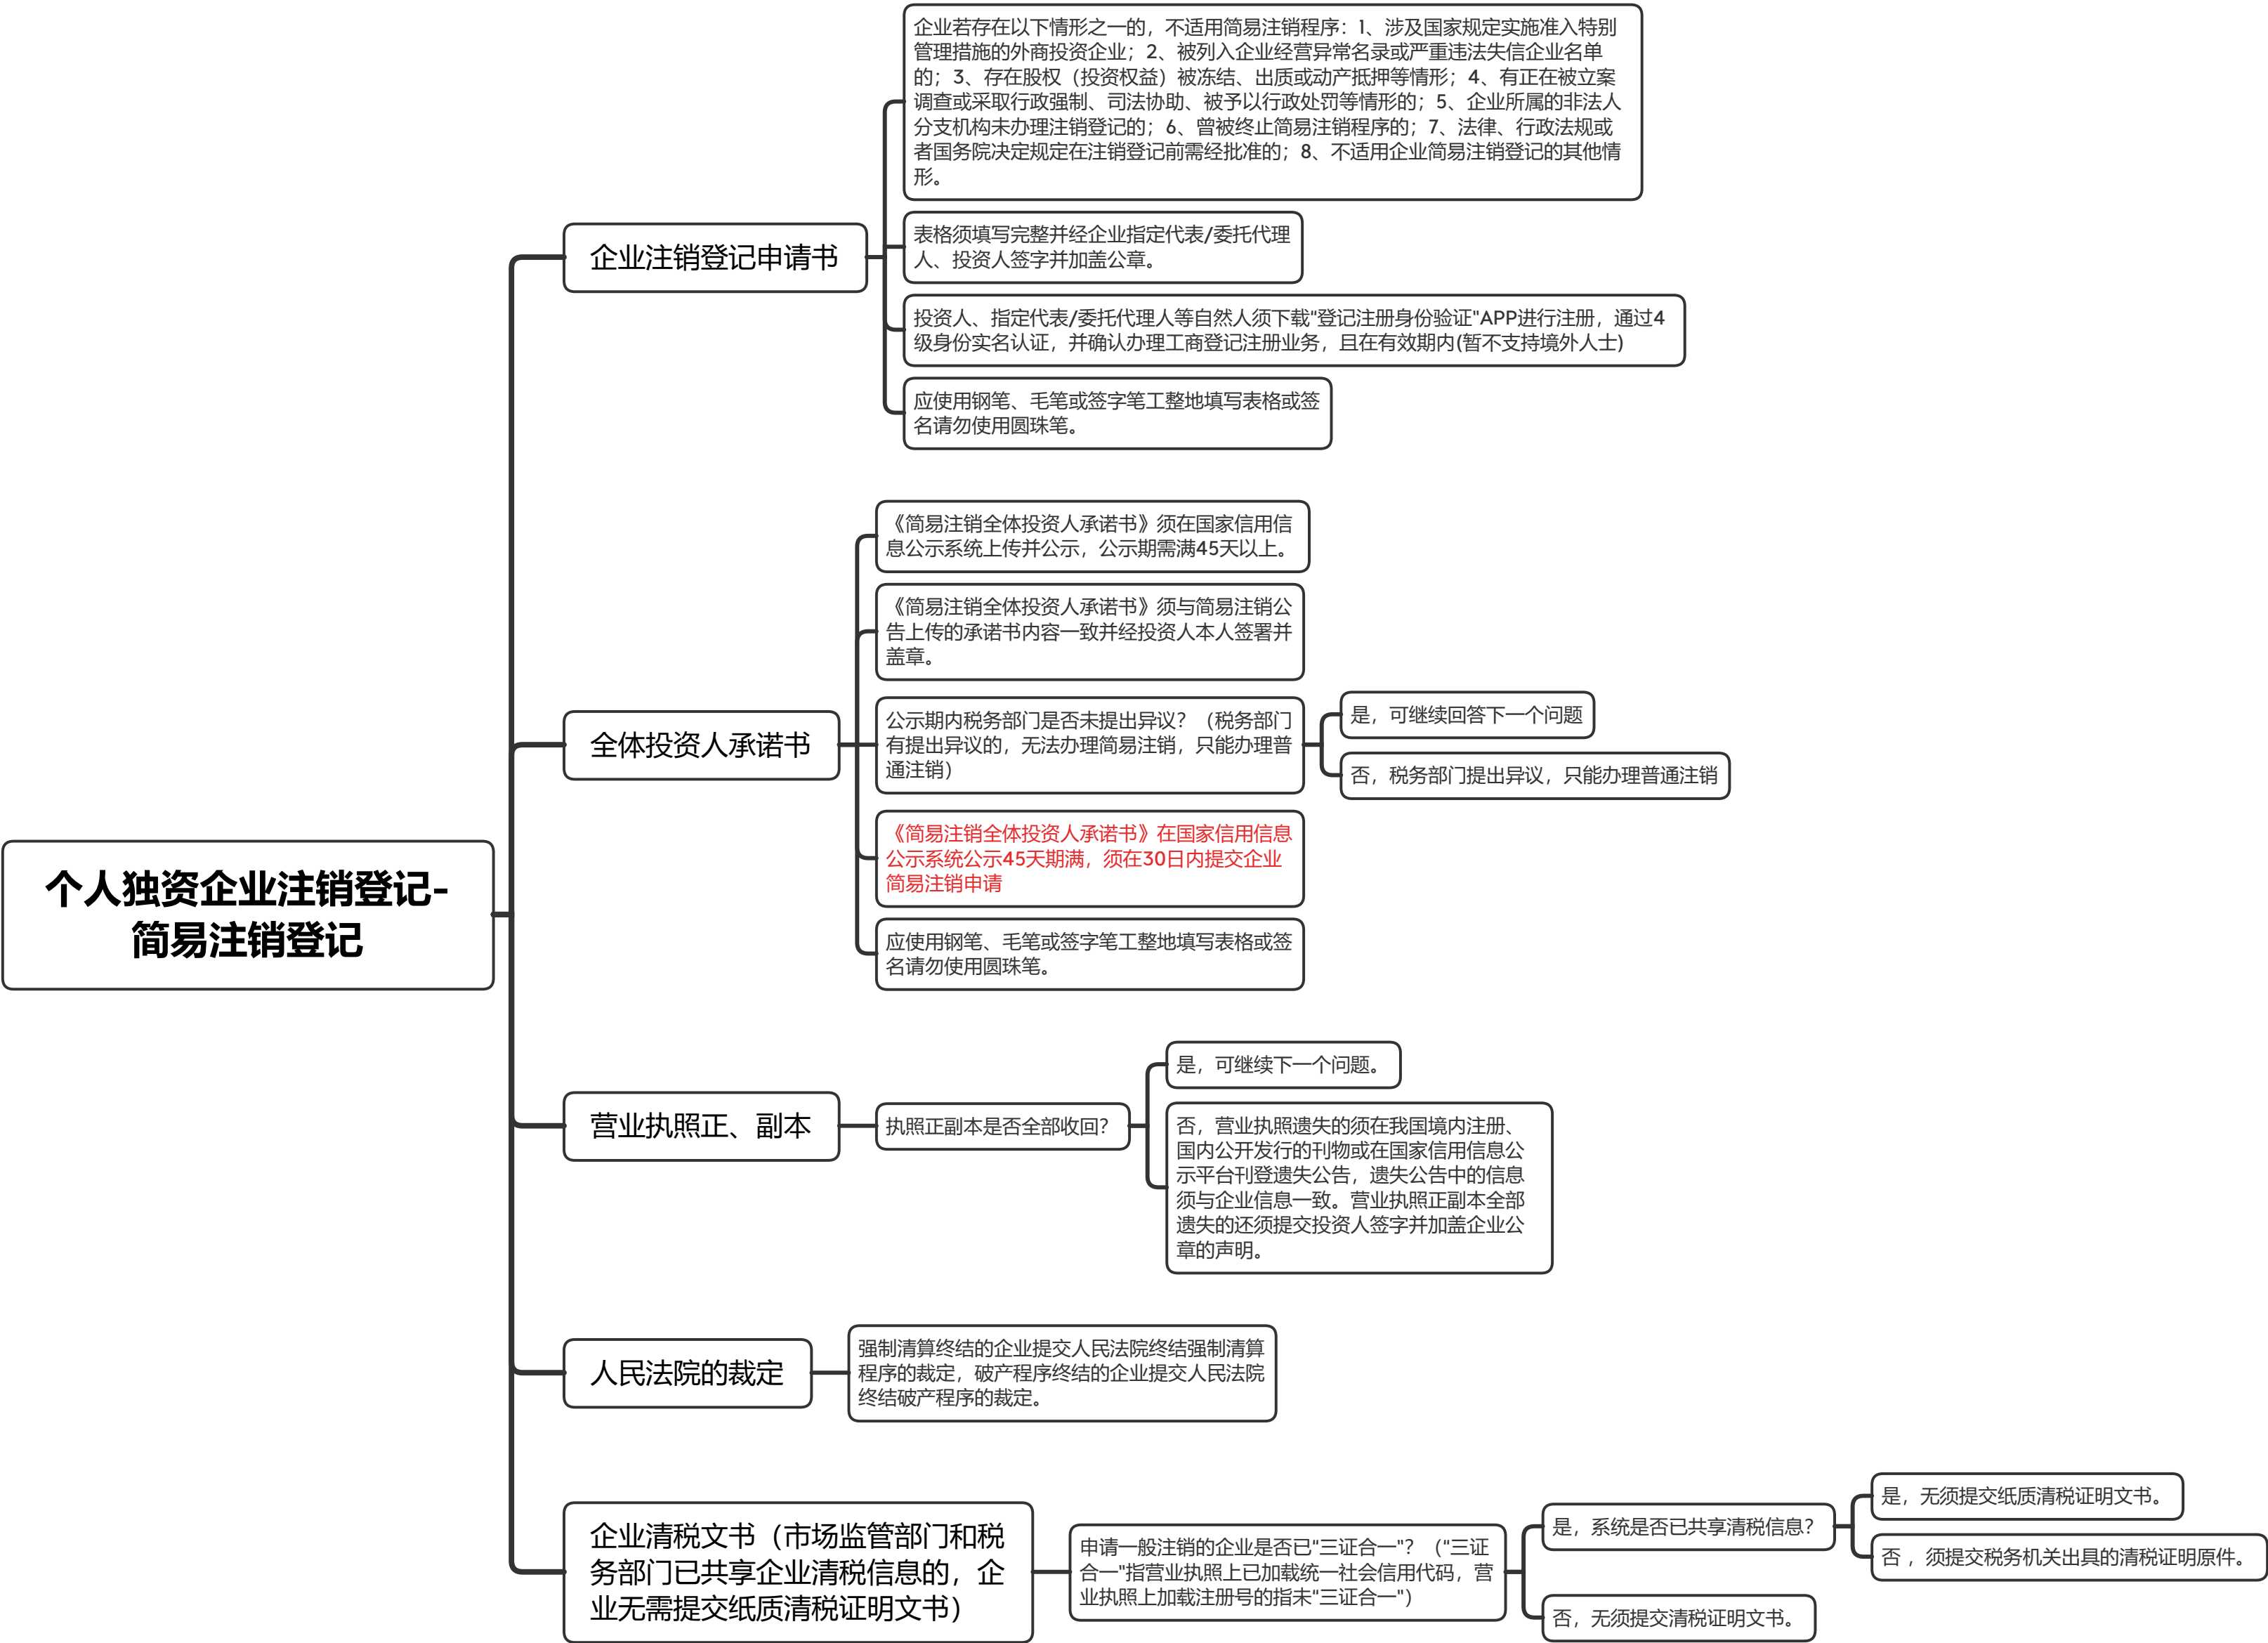 个人独资企业注销登记-
简易注销登记
企业注销登记申请书
企业若存在以下情形之一的，不适用简易注销程序：1、涉及国家规定实施准入特别
管理措施的外商投资企业；2、被列入企业经营异常名录或严重违法失信企业名单
的；3、存在股权（投资权益）被冻结、出质或动产抵押等情形；4、有正在被立案
调查或采取行政强制、司法协助、被予以行政处罚等情形的；5、企业所属的非法人
分支机构未办理注销登记的；6、曾被终止简易注销程序的；7、法律、行政法规或
者国务院决定规定在注销登记前需经批准的；8、不适用企业简易注销登记的其他情
形。
表格须填写完整并经企业指定代表/委托代理
人、投资人签字并加盖公章。
投资人、指定代表/委托代理人等自然人须下载"登记注册身份验证"APP进行注册，通过4
级身份实名认证，并确认办理工商登记注册业务，且在有效期内(暂不支持境外人士)
应使用钢笔、毛笔或签字笔工整地填写表格或签
名请勿使用圆珠笔。
全体投资人承诺书
《简易注销全体投资人承诺书》须在国家信用信
息公示系统上传并公示，公示期需满45天以上。
《简易注销全体投资人承诺书》须与简易注销公
告上传的承诺书内容一致并经投资人本人签署并
盖章。
公示期内税务部门是否未提出异议？（税务部门
有提出异议的，无法办理简易注销，只能办理普
通注销）
是，可继续回答下一个问题
否，税务部门提出异议，只能办理普通注销
《简易注销全体投资人承诺书》在国家信用信息
公示系统公示45天期满，须在30日内提交企业
简易注销申请
应使用钢笔、毛笔或签字笔工整地填写表格或签
名请勿使用圆珠笔。
营业执照正、副本
执照正副本是否全部收回？
是，可继续下一个问题。
否，营业执照遗失的须在我国境内注册、
国内公开发行的刊物或在国家信用信息公
示平台刊登遗失公告，遗失公告中的信息
须与企业信息一致。营业执照正副本全部
遗失的还须提交投资人签字并加盖企业公
章的声明。
人民法院的裁定
强制清算终结的企业提交人民法院终结强制清算
程序的裁定，破产程序终结的企业提交人民法院
终结破产程序的裁定。
企业清税文书（市场监管部门和税
务部门已共享企业清税信息的，企
业无需提交纸质清税证明文书）
申请一般注销的企业是否已"三证合一"？（"三证
合一"指营业执照上已加载统一社会信用代码，营
业执照上加载注册号的指未"三证合一"）
是，系统是否已共享清税信息？
是，无须提交纸质清税证明文书。
否 ，须提交税务机关出具的清税证明原件。
否，无须提交清税证明文书。